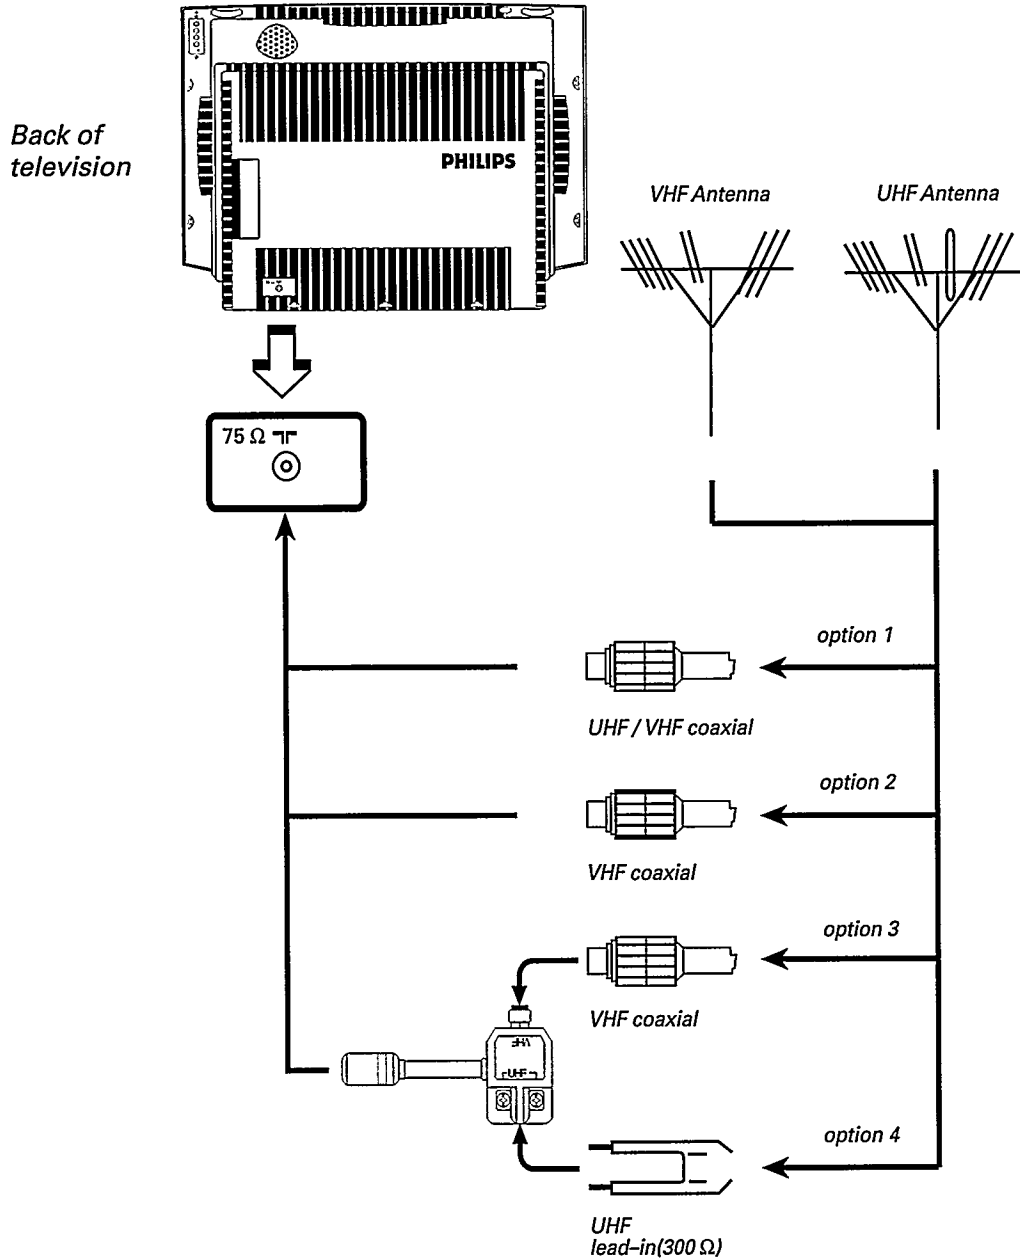 Back of
television
PHILIPS
VHF Antenna
UHF Antenna
75 Ω
option 1
UHF / VHF coaxial
option 2
VHF coaxial
option 3
VHF coaxial
VHF
UHF
option 4
UHF
lead–in(300 Ω)